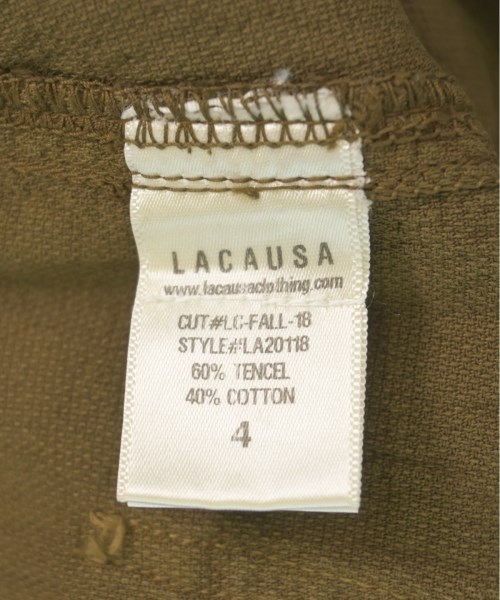 LACAUSA
www.lacausaclothing.com
CUT#LC-FALL-18
STYLE#LA20118
60% TENCEL
40% COTTON
4